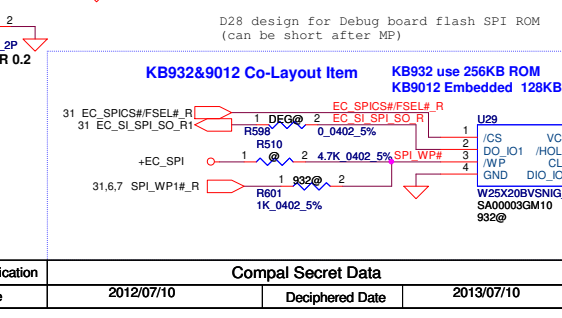 D28 design for Debug board flash SPI ROM
(can be short after MP)
2
_2P
R 0.2
KB932&9012 Co-Layout Item
KB932 use 256KB ROM
KB9012 Embedded 128KB
31 EC_SPICS#/FSEL#_R
EC_SPICS#/FSEL#_R
31 EC_SI_SPI_SO_R1
1 DEG@ 2
EC_SI_SPI_SO_R
R598
0_0402_5%
R510
+EC_SPI
1 @ 2
4.7K_0402_5%
SPI_WP#
31,6,7 SPI_WP1#_R
1 932@ 2
R601
1K_0402_5%
U29
1 /CS VC
2 DO_IO1 /HOL
3 /WP CL
4 GND DIO_IO
W25X20BVSNIG_
SA00003GM10
932@
ication
Compal Secret Data
e
2012/07/10
Deciphered Date
2013/07/10